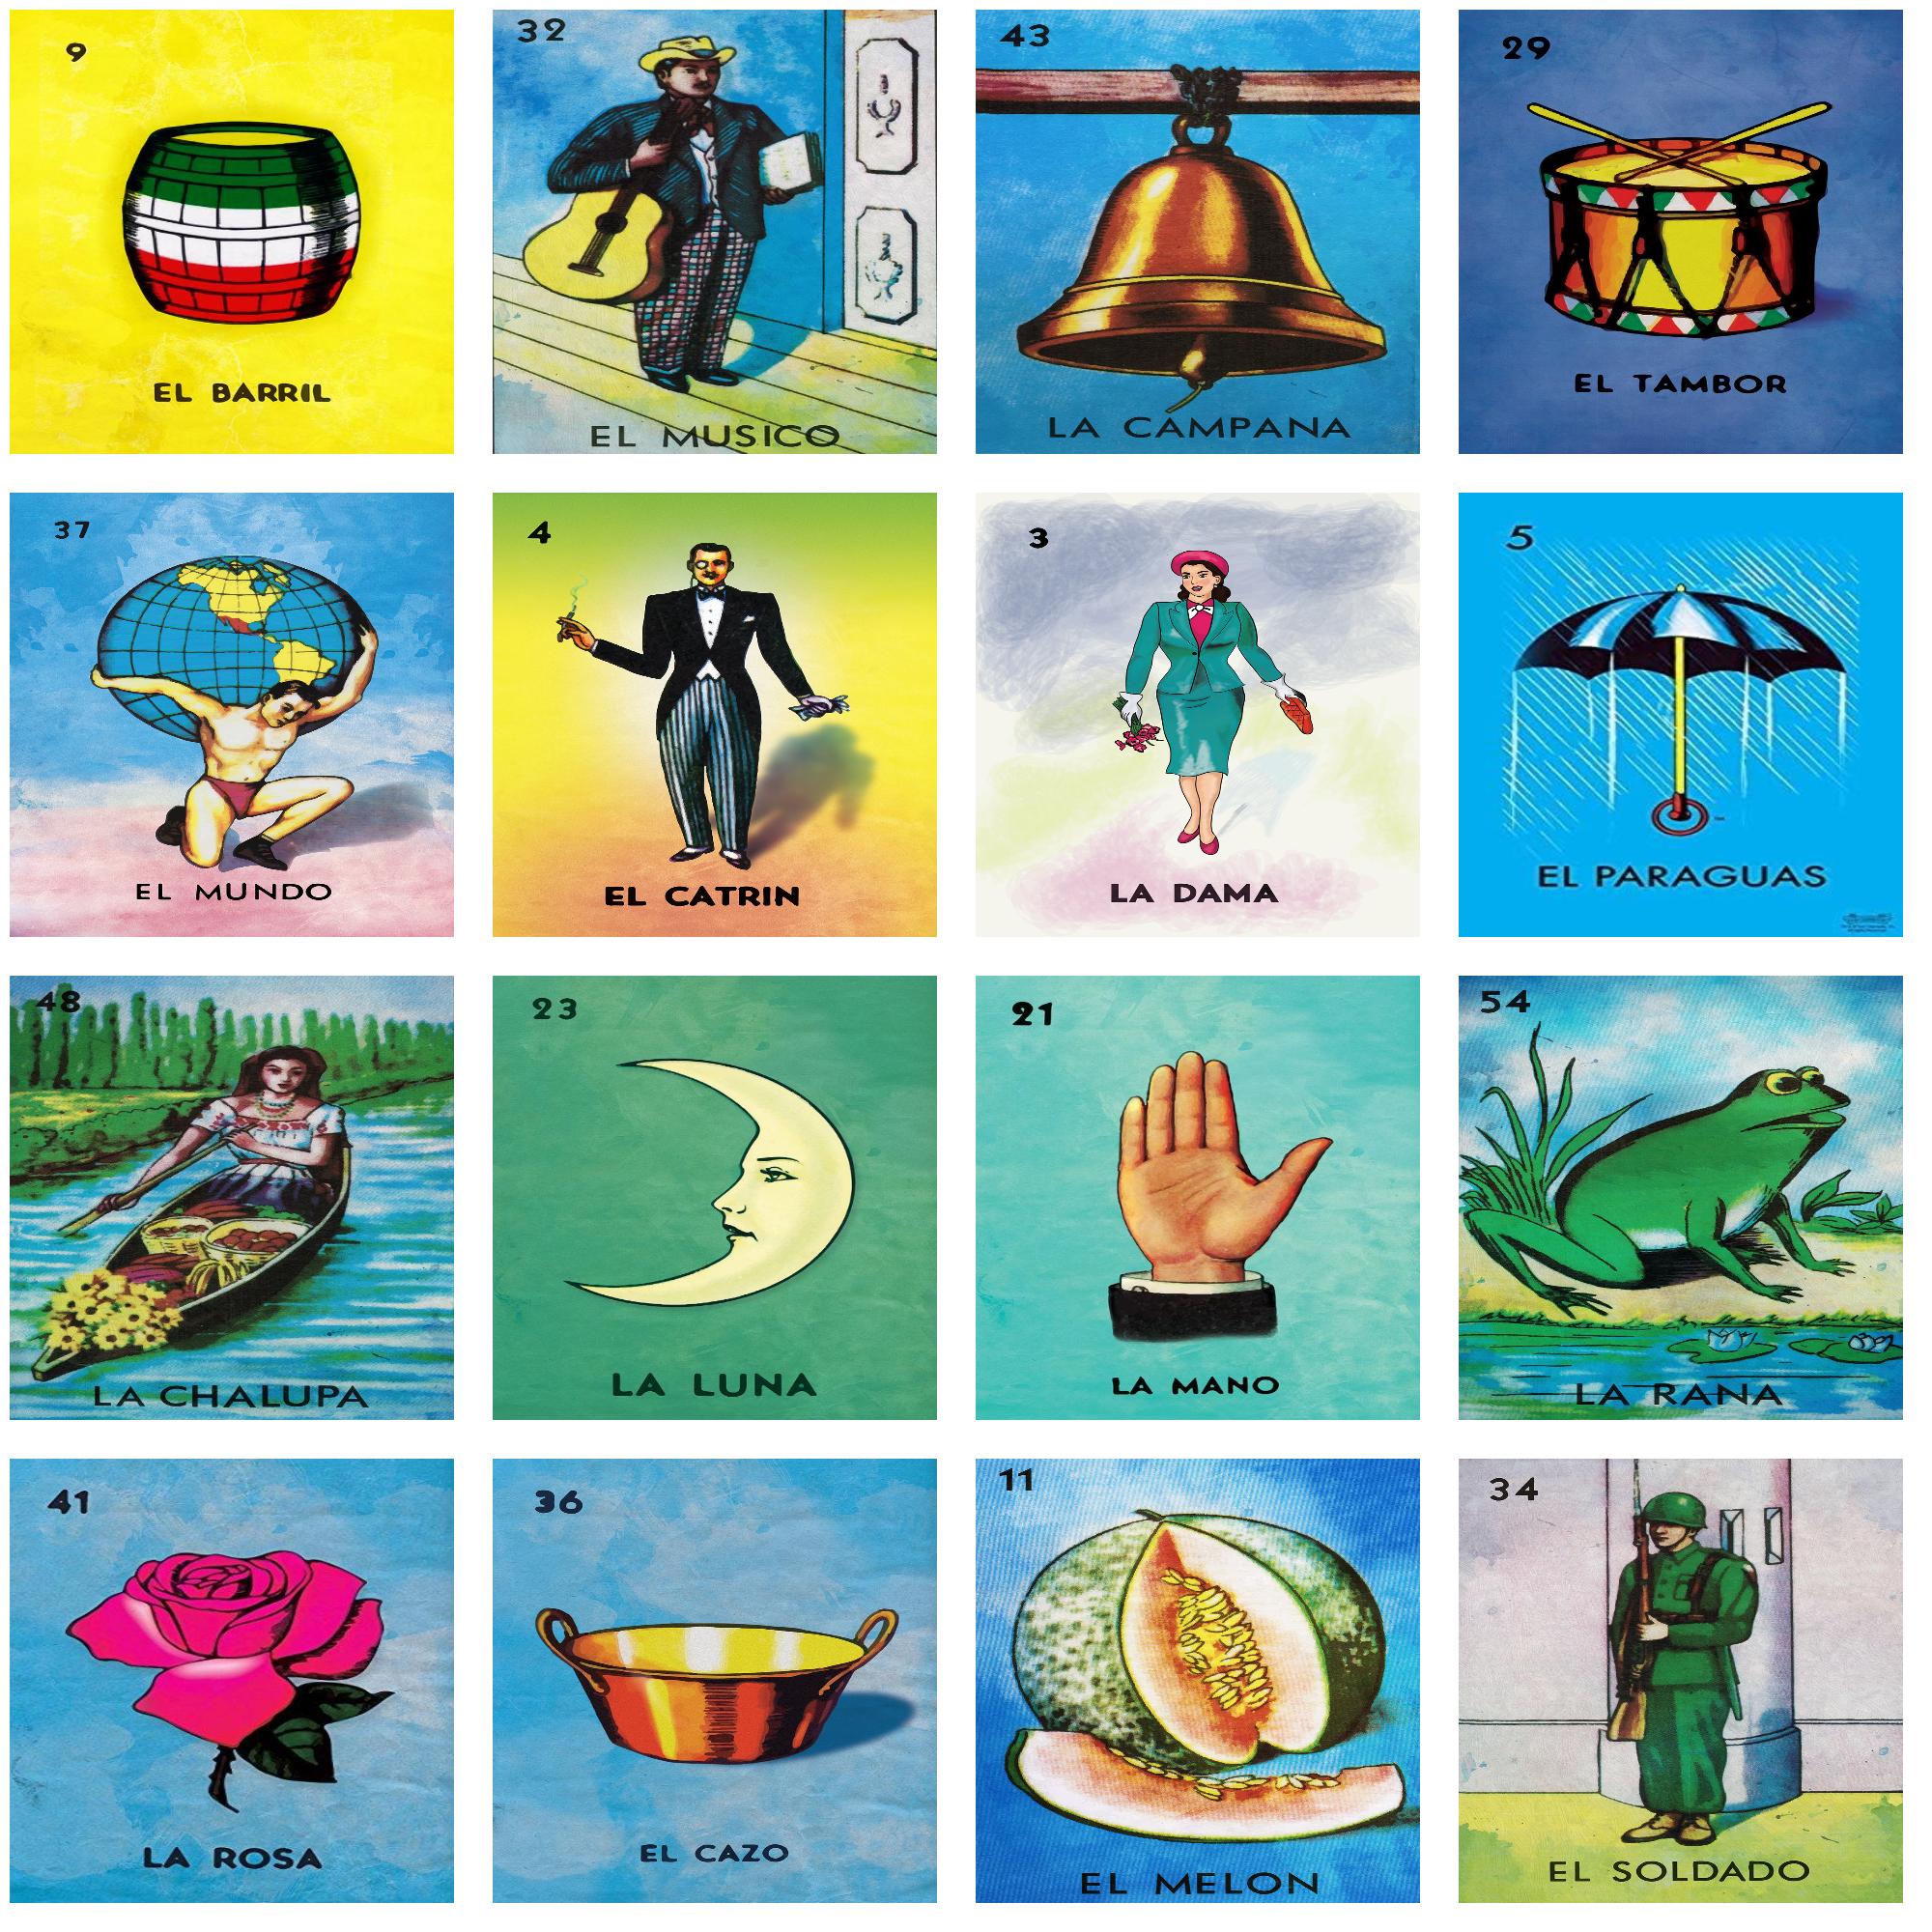 9
EL BARRIL
32
EL MUSICO
43
LA CAMPANA
29
EL TAMBOR
37
EL MUNDO
4
EL CATRIN
3
LA DAMA
5
EL PARAGUAS
48
LA CHALUPA
23
LA LUNA
21
LA MANO
54
LA RANA
41
LA ROSA
36
EL CAZO
11
EL MELON
34
EL SOLDADO